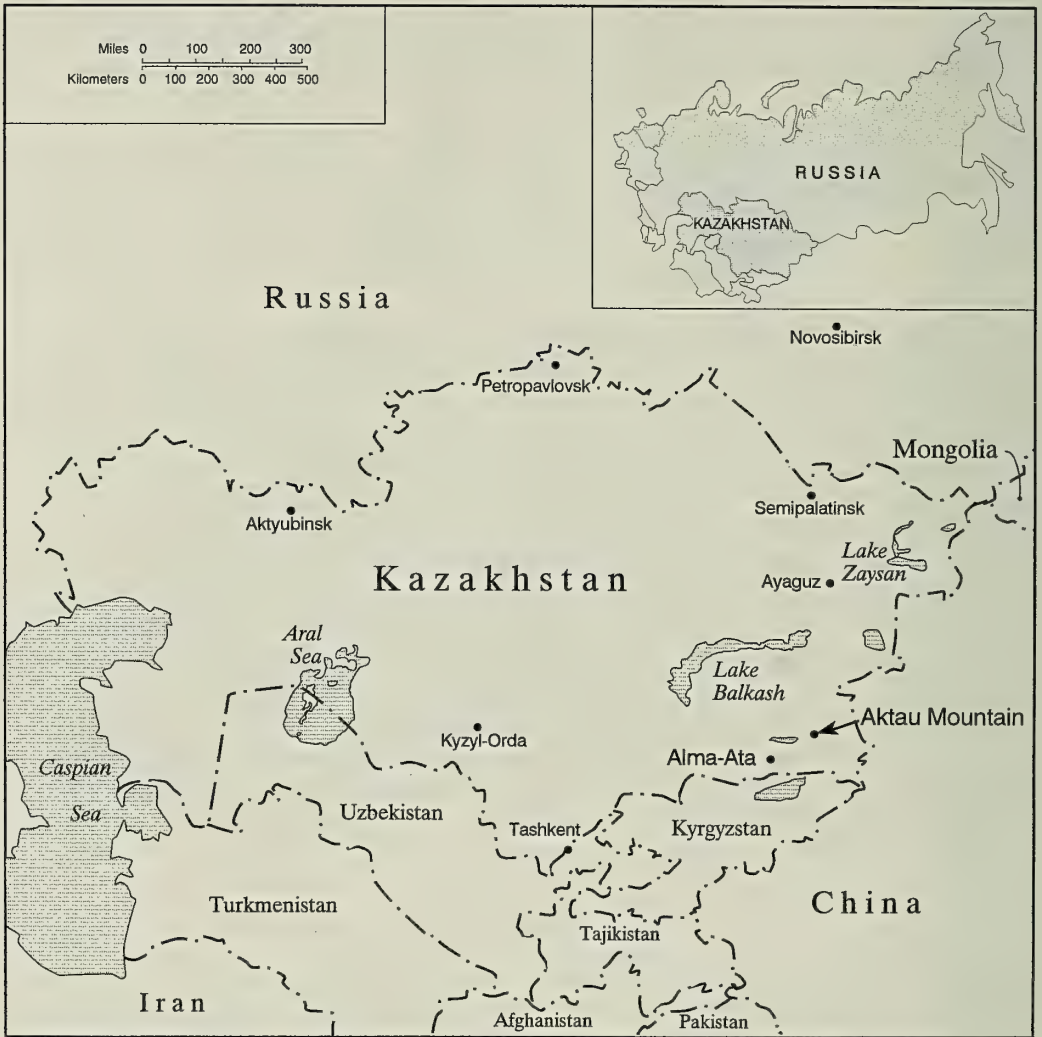 Miles 0 100 200 300
Kilometers 0 100 200 300 400 500
RUSSIA
KAZAKHSTAN
Russia
Novosibirsk
Petropavlovsk
Mongolia
Aktyubinsk
Semipalatinsk
Lake
Zaysan
Kazakhstan
Ayaguz
Aral
Sea
Lake
Balkash
Aktau Mountain
Kyzyl-Orda
Alma-Ata
Caspian
Sea
Uzbekistan
Tashkent
Kyrgyzstan
Turkmenistan
China
Tajikistan
Iran
Afghanistan
Pakistan